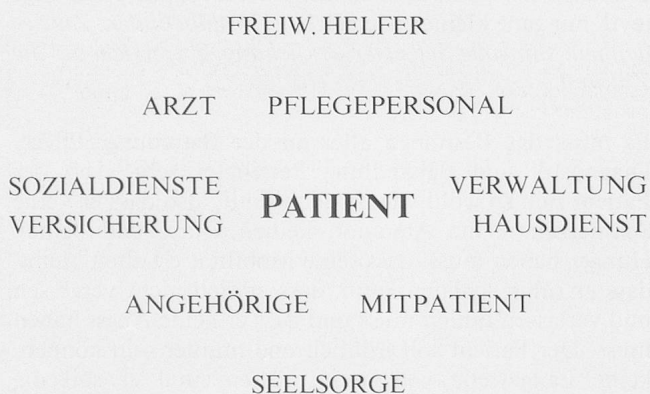 FREIW. HELFER
ARZT PFLEGEPERSONAL
SOZIALDIENSTE VERWALTUNG
PATIENT
VERSICHERUNG HAUSDIENST
ANGEHÖRIGE MITPATIENT
SEELSORGE